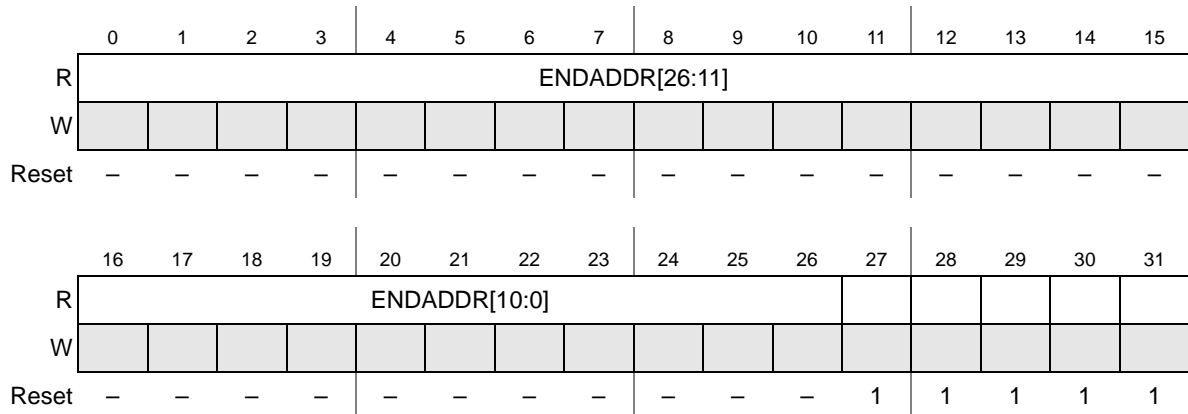 0 1 2 3 4 5 6 7 8 9 10 11 12 13 14 15
R ENDADDR[26:11]
W
Reset – – – – – – – – – – – – – – – –
16 17 18 19 20 21 22 23 24 25 26 27 28 29 30 31
R ENDADDR[10:0]
W
Reset – – – – – – – – – – – 1 1 1 1 1